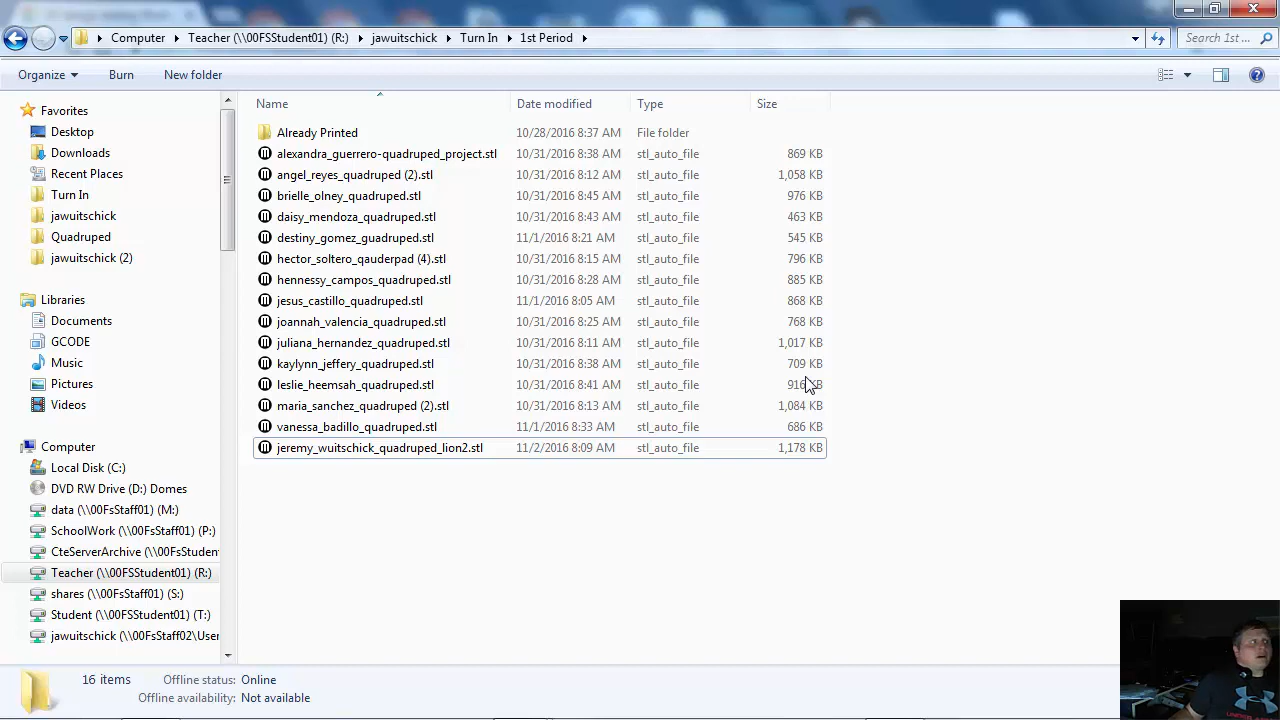 Computer Teacher (\\00FSStudent01) (R:) jawuitschick Turn In 1st Period Search 1st ...
Organize Burn New folder
Name Date modified Type Size
Favorites
Desktop
Downloads
Recent Places
Turn In
jawuitschick
Quadruped
jawuitschick (2)
Libraries
Documents
GCODE
Music
Pictures
Videos
Computer
Local Disk (C:)
DVD RW Drive (D:) Domes
data (\\00FsStaff01) (M:)
SchoolWork (\\00FsStaff01) (P:)
CteServerArchive (\\00FsStudent
Teacher (\\00FSStudent01) (R:)
shares (\\00FsStaff01) (S:)
Student (\\00FSStudent01) (T:)
jawuitschick (\\00FsStaff02\User
Already Printed 10/28/2016 8:37 AM File folder
alexandra_guerrero-quadruped_project.stl 10/31/2016 8:38 AM stl_auto_file 869 KB
angel_reyes_quadruped (2).stl 10/31/2016 8:12 AM stl_auto_file 1,058 KB
brielle_olney_quadruped.stl 10/31/2016 8:45 AM stl_auto_file 976 KB
daisy_mendoza_quadruped.stl 10/31/2016 8:43 AM stl_auto_file 463 KB
destiny_gomez_guadruped.stl 11/1/2016 8:21 AM stl_auto_file 545 KB
hector_soltero_qauderpad (4).stl 10/31/2016 8:15 AM stl_auto_file 796 KB
hennessy_campos_quadruped.stl 10/31/2016 8:28 AM stl_auto_file 885 KB
jesus_castillo_quadruped.stl 11/1/2016 8:05 AM stl_auto_file 868 KB
joannah_valencia_quadruped.stl 10/31/2016 8:25 AM stl_auto_file 768 KB
juliana_hernandez_quadruped.stl 10/31/2016 8:11 AM stl_auto_file 1,017 KB
kaylynn_jeffery_quadruped.stl 10/31/2016 8:38 AM stl_auto_file 709 KB
leslie_heemsah_quadruped.stl 10/31/2016 8:41 AM stl_auto_file 916 KB
maria_sanchez_quadruped (2).stl 10/31/2016 8:13 AM stl_auto_file 1,084 KB
vanessa_badillo_quadruped.stl 11/1/2016 8:33 AM stl_auto_file 686 KB
jeremy_wuitschick_quadruped_lion2.stl 11/2/2016 8:09 AM stl_auto_file 1,178 KB
16 items Offline status: Online
Offline availability: Not available